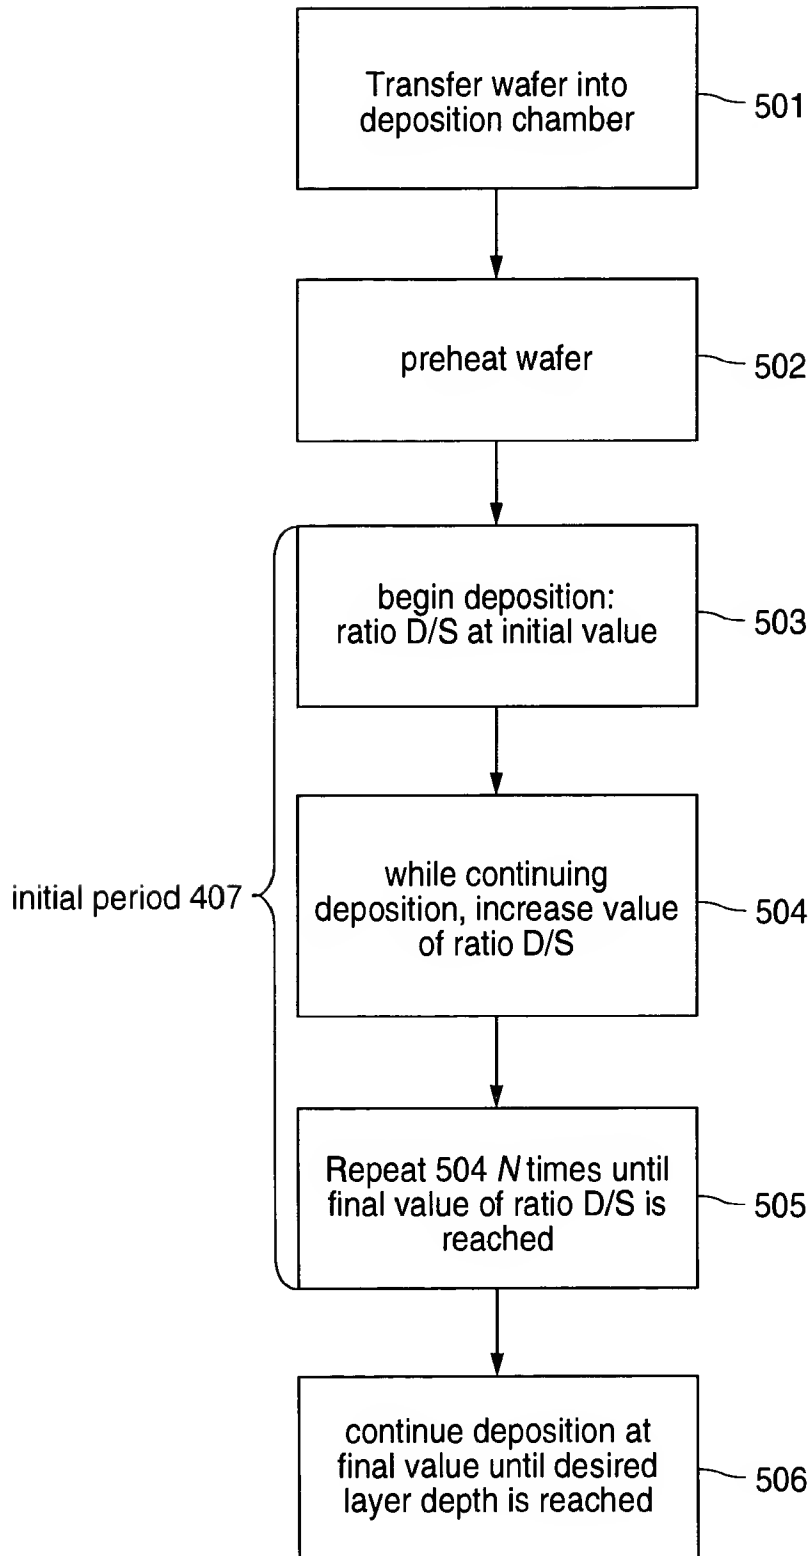 Transfer wafer into
deposition chamber
501
preheat wafer
502
begin deposition:
ratio D/S at initial value
503
initial period 407
while continuing
deposition, increase value
of ratio D/S
504
Repeat 504 N times until
final value of ratio D/S is
reached
505
continue deposition at
final value until desired
layer depth is reached
506